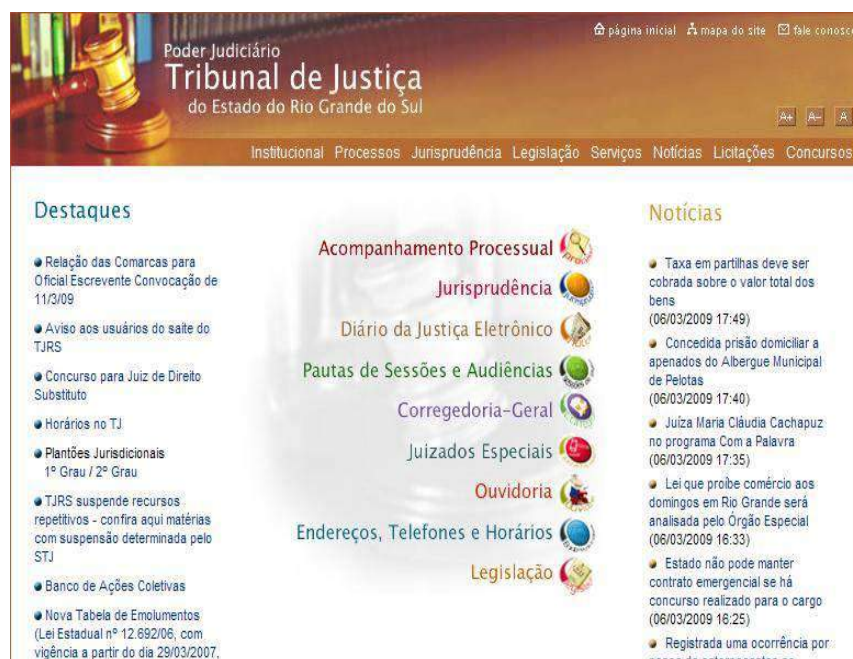 página inicial mapa do site fale conosco
Poder Judiciário
Tribunal de Justiça
do Estado do Rio Grande do Sul
A+ A- A
Institucional Processos Jurisprudência Legislação Serviços Notícias Licitações Concursos
Destaques
Relação das Comarcas para
Oficial Escrevente Convocação de
11/3/09
Aviso aos usuários do saite do
TJRS
Concurso para Juiz de Direito
Substituto
Horários no TJ
Plantões Jurisdicionais
1º Grau / 2º Grau
TJRS suspende recursos
repetitivos - confira aqui matérias
com suspensão determinada pelo
STJ
Banco de Ações Coletivas
Nova Tabela de Emolumentos
(Lei Estadual nº 12.692/06, com
vigência a partir do dia 29/03/2007,
Acompanhamento Processual
Jurisprudência
Diário da Justiça Eletrônico
Pautas de Sessões e Audiências
Corregedoria-Geral
Juizados Especiais
Ouvidoria
Endereços, Telefones e Horários
Legislação
Notícias
Taxa em partilhas deve ser
cobrada sobre o valor total dos
bens
(06/03/2009 17:49)
Concedida prisão domiciliar a
apenados do Albergue Municipal
de Pelotas
(06/03/2009 17:40)
Juíza Maria Cláudia Cachapuz
no programa Com a Palavra
(06/03/2009 17:35)
Lei que proíbe comércio aos
domingos em Rio Grande será
analisada pelo Órgão Especial
(06/03/2009 16:33)
Estado não pode manter
contrato emergencial se há
concurso realizado para o cargo
(06/03/2009 16:25)
Registrada uma ocorrência por